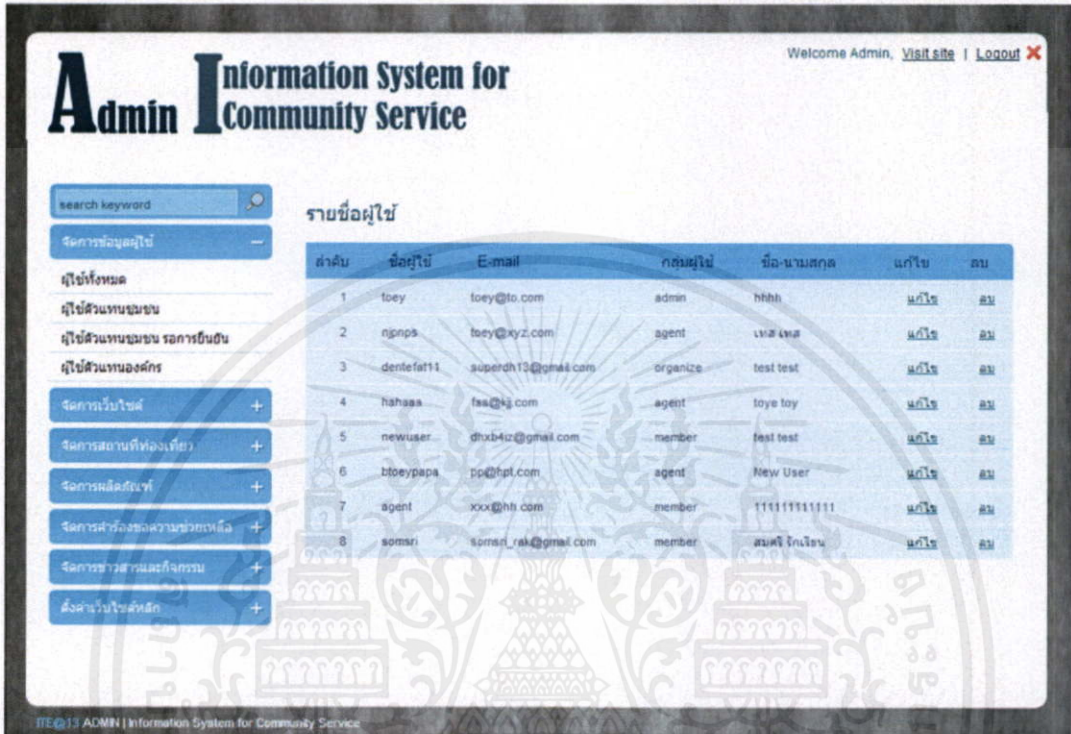 Welcome Admin, Visit site | Logout
Admin Information System for Community Service
search keyword
จัดการข้อมูลผู้ใช้ −
ผู้ใช้ทั้งหมด
ผู้ใช้ตัวแทนชุมชน
ผู้ใช้ตัวแทนชุมชน รอการยืนยัน
ผู้ใช้ตัวแทนองค์กร
จัดการเว็บไซต์ +
จัดการสถานที่ท่องเที่ยว +
จัดการผลิตภัณฑ์ +
จัดการคำร้องขอความช่วยเหลือ +
จัดการข่าวสารและกิจกรรม +
ตั้งค่าเว็บไซต์หลัก +
รายชื่อผู้ใช้
ลำดับ ชื่อผู้ใช้ E-mail กลุ่มผู้ใช้ ชื่อ-นามสกุล แก้ไข ลบ
1 toey toey@to.com admin hhhh แก้ไข ลบ
2 njpnps toey@xyz.com agent เทส เทส แก้ไข ลบ
3 dentefat11 superdh13@gmail.com organize test test แก้ไข ลบ
4 hahsaa agent toye toy แก้ไข ลบ
5 newuser dhxb4iz@gmail.com member test test แก้ไข ลบ
6 btoeypapa pp@hpt.com agent New User แก้ไข ลบ
7 agent xxx@hh.com member 111111111111 แก้ไข ลบ
8 somsri somsri_rak@gmail.com member สมศรี รักเรียน แก้ไข ลบ
ITE@13 ADMIN | Information System for Community Service